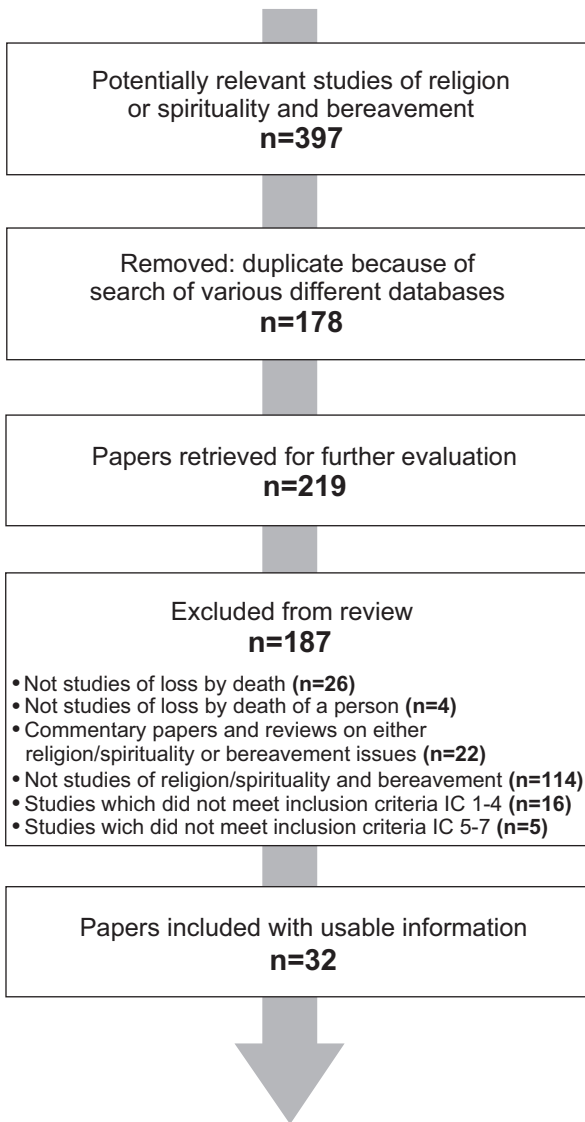 Potentially relevant studies of religion
or spirituality and bereavement
n=397
Removed: duplicate because of
search of various different databases
n=178
Papers retrieved for further evaluation
n=219
Excluded from review
n=187
• Not studies of loss by death (n=26)
• Not studies of loss by death of a person (n=4)
• Commentary papers and reviews on either
religion/spirituality or bereavement issues (n=22)
• Not studies of religion/spirituality and bereavement (n=114)
• Studies which did not meet inclusion criteria IC 1-4 (n=16)
• Studies wich did not meet inclusion criteria IC 5-7 (n=5)
Papers included with usable information
n=32